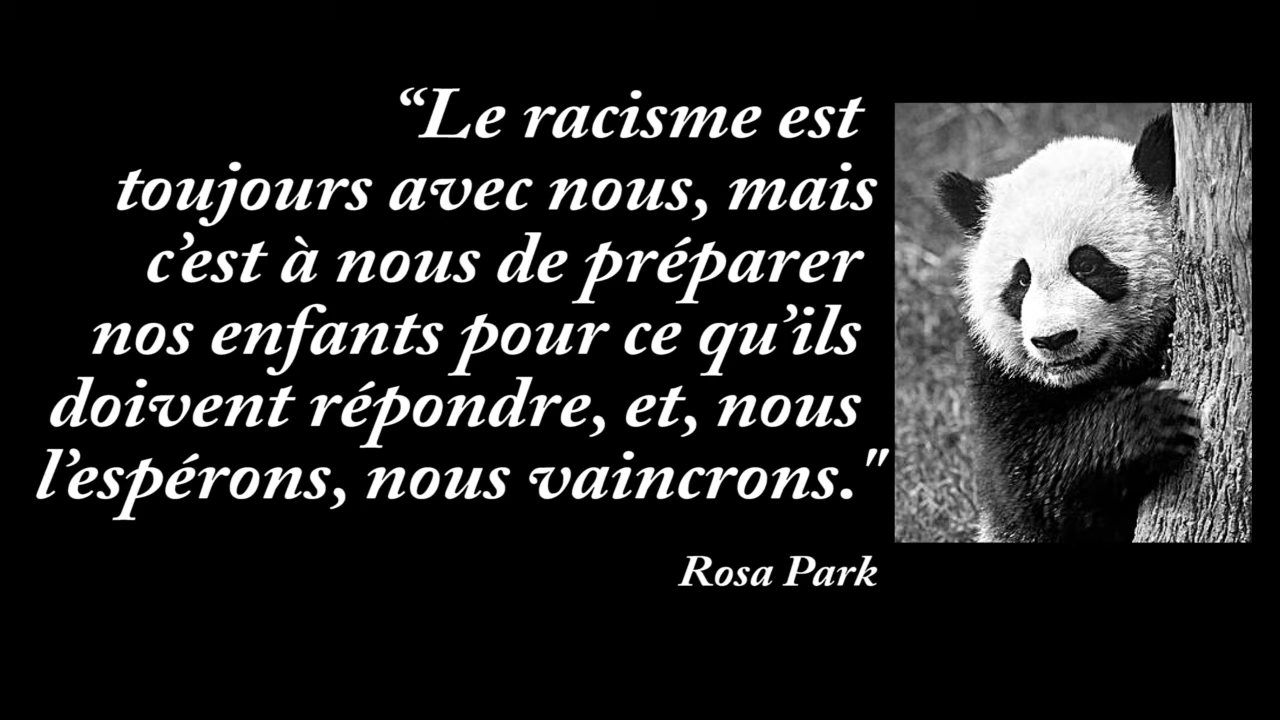 “Le racisme est
toujours avec nous, mais
c’est à nous de préparer
nos enfants pour ce qu’ils
doivent répondre, et, nous
l’espérons, nous vaincrons."
Rosa Park